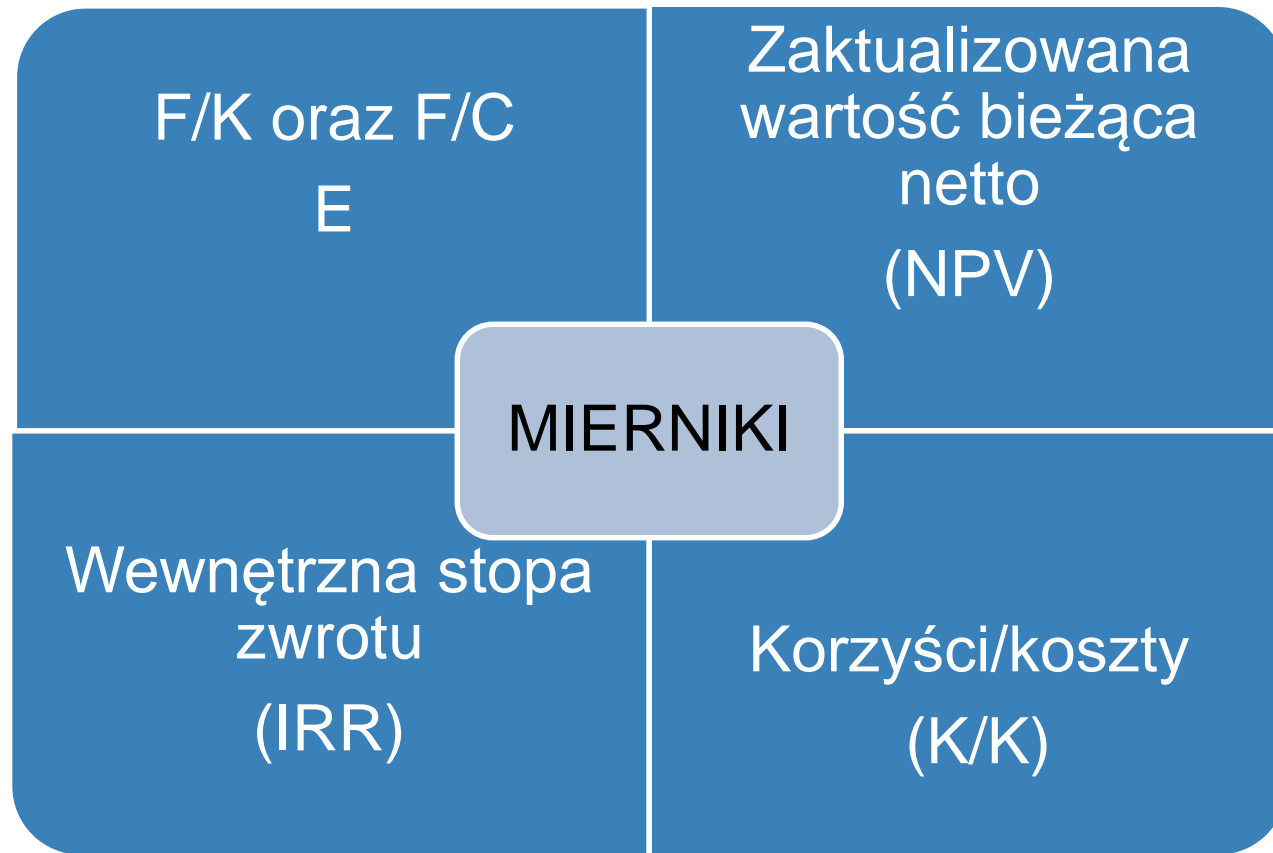 F/K oraz F/C
E
Zaktualizowana
wartość bieżąca
netto
(NPV)
MIERNIKI
Wewnętrzna stopa
zwrotu
(IRR)
Korzyści/koszty
(K/K)